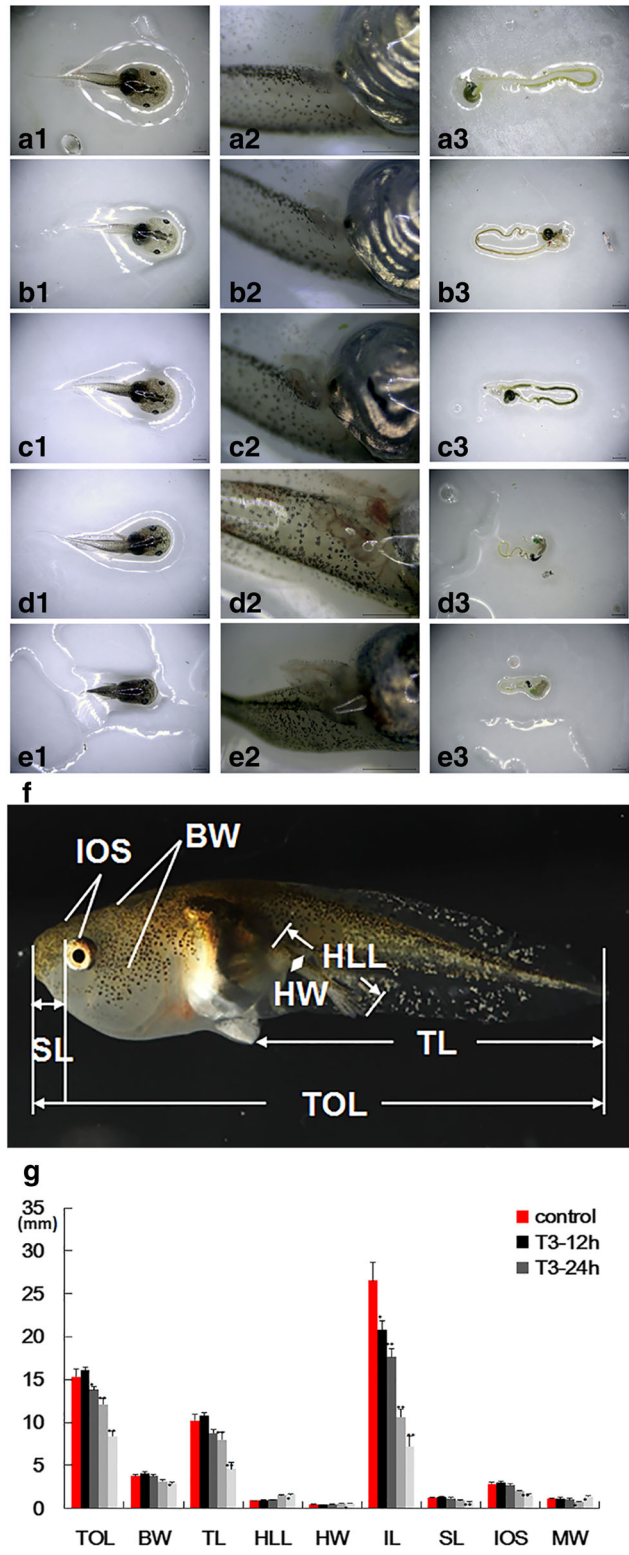 a1 a2 a3
b1 b2 b3
c1 c2 c3
d1 d2 d3
e1 e2 e3
f
IOS BW
HLL
HW
SL TL
TOL
g
35
(mm)
30
25
20
15
10
5
0
control
T3-12h
T3-24h
TOL BW TL HLL HW IL SL IOS MW